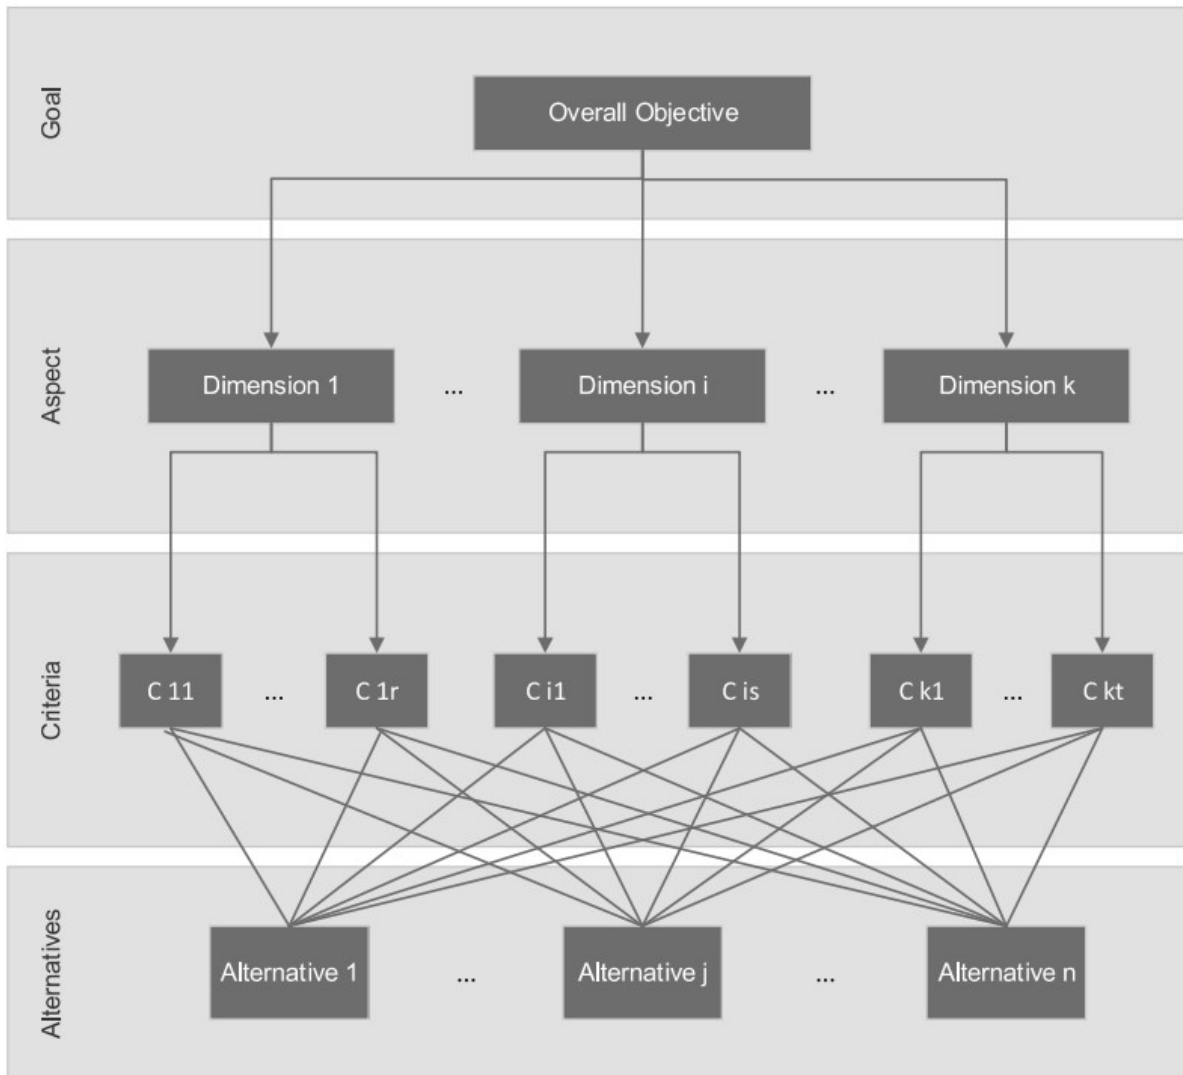 Goal
Overall Objective
Aspect
Dimension 1
...
Dimension i
...
Dimension k
Criteria
C 11
...
C 1r
C i1
...
C is
C k1
...
C kt
Alternatives
Alternative 1
...
Alternative j
...
Alternative n